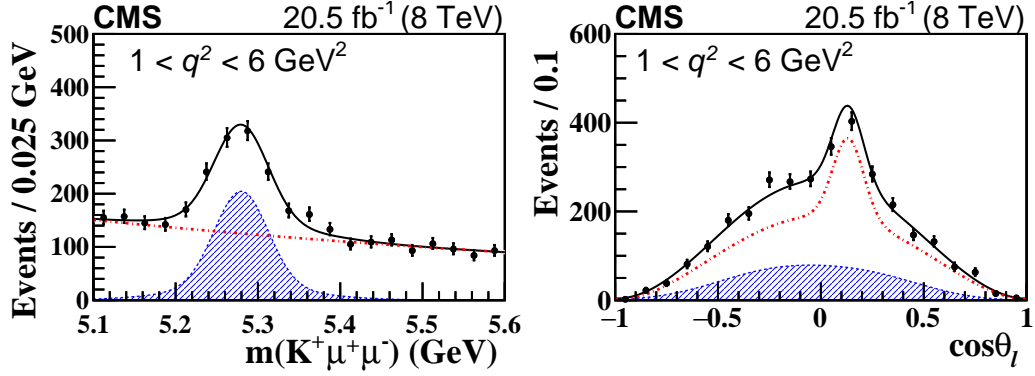 CMS 20.5 fb⁻¹ (8 TeV)
1 < q² < 6 GeV²
Events / 0.025 GeV
500
400
300
200
100
0
5.1 5.2 5.3 5.4 5.5 5.6
m(K⁺μ⁺μ⁻) (GeV)
CMS 20.5 fb⁻¹ (8 TeV)
1 < q² < 6 GeV²
Events / 0.1
600
400
200
0
−1 −0.5 0 0.5 1
cosθₗ